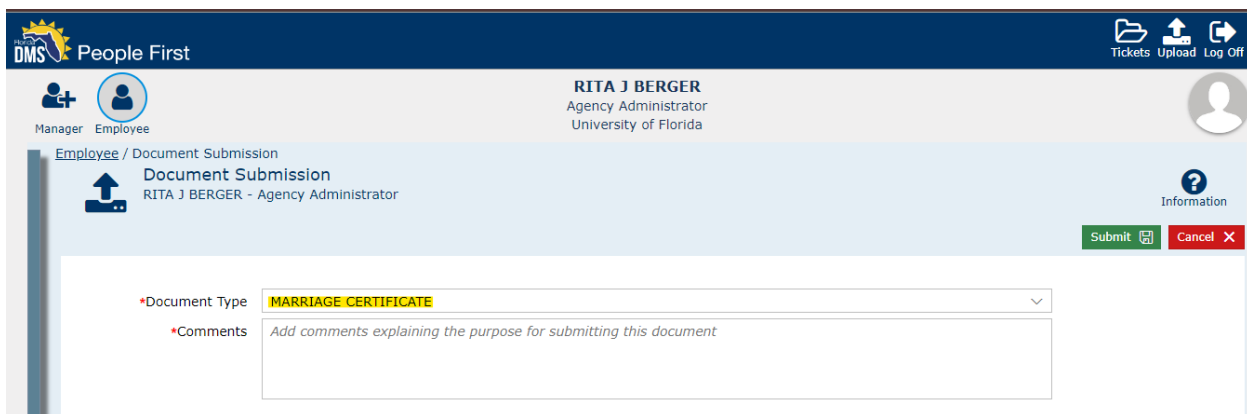 Florida
DMS People First
Tickets Upload Log Off
RITA J BERGER
Agency Administrator
University of Florida
Manager Employee
Employee / Document Submission
Document Submission
RITA J BERGER - Agency Administrator
Information
Submit Cancel X
*Document Type MARRIAGE CERTIFICATE
*Comments Add comments explaining the purpose for submitting this document